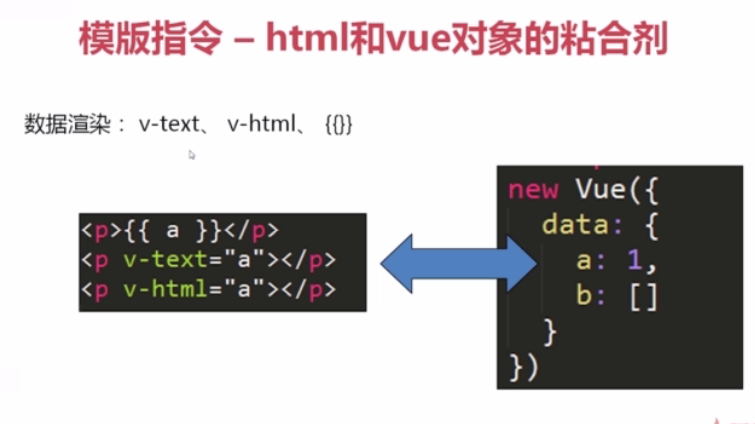 模版指令 – html和vue对象的粘合剂
数据渲染： v-text、 v-html、 {{}}
<p>{{ a }}</p>
<p v-text="a"></p>
<p v-html="a"></p>
new Vue({
data: {
a: 1,
b: []
}
})